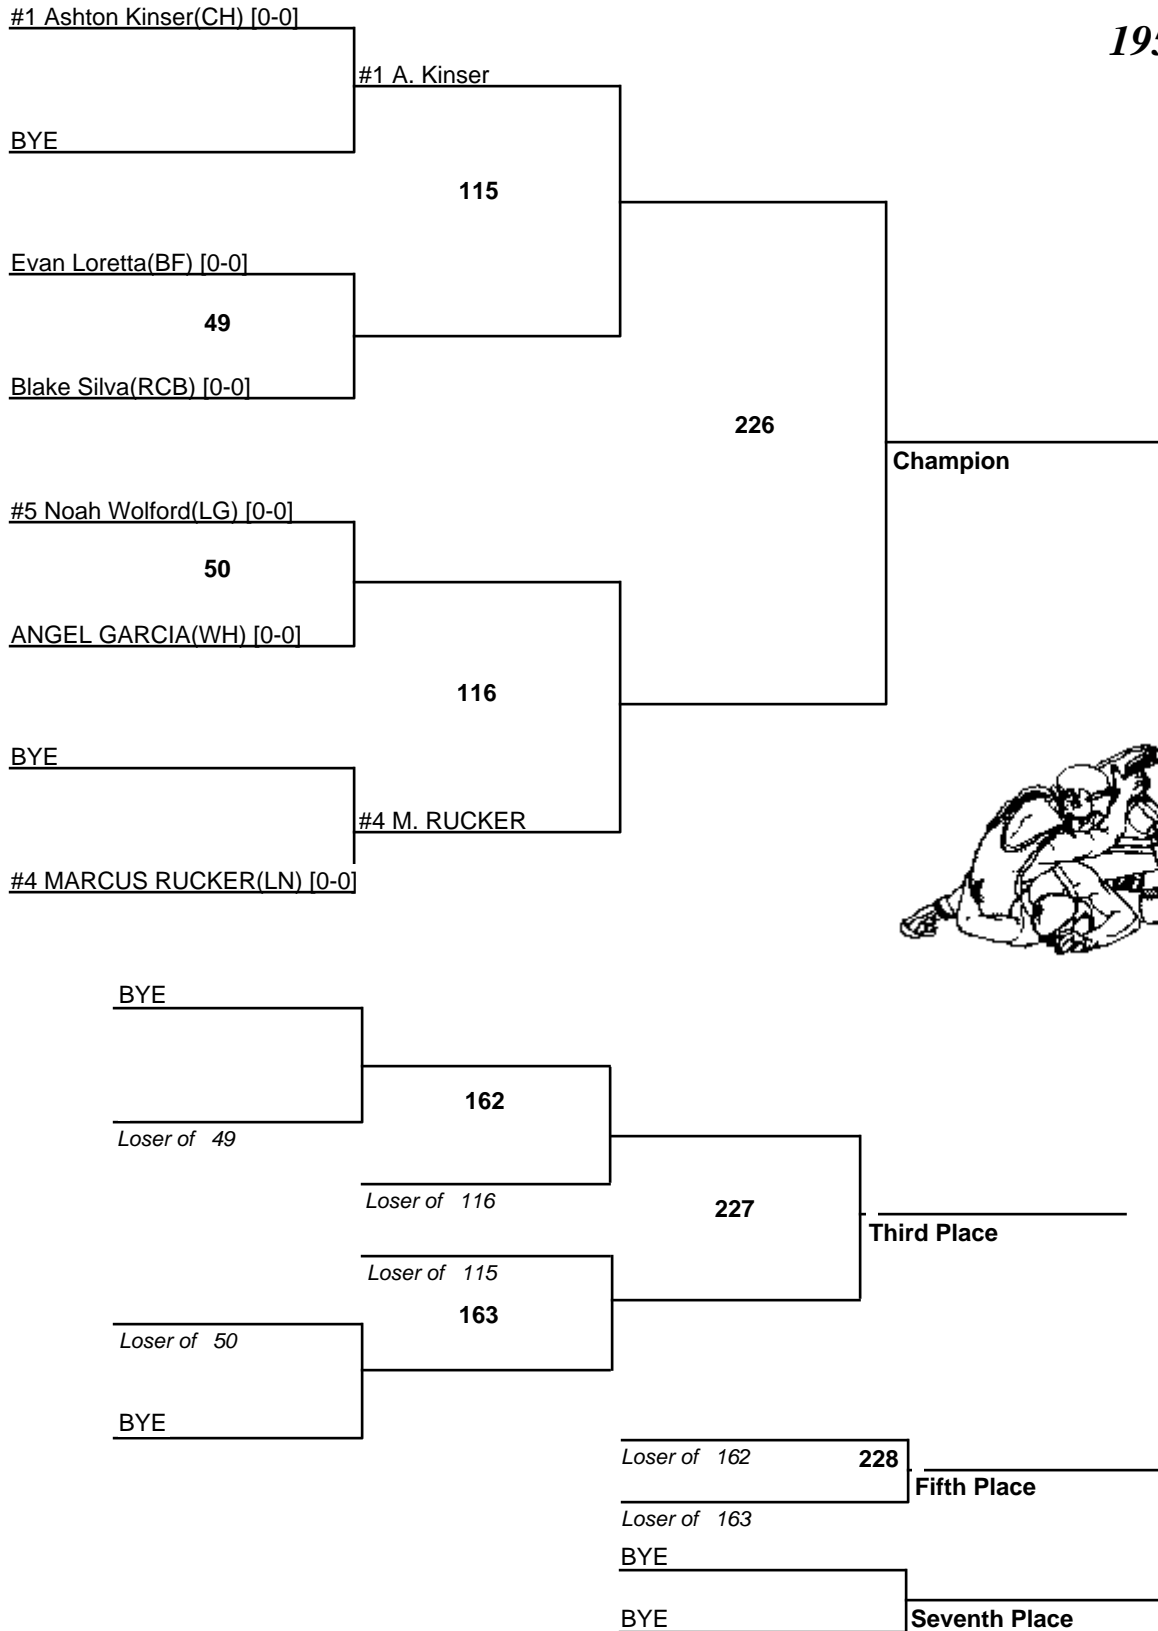 #1 Ashton Kinser(CH) [0-0]
195
#1 A. Kinser
BYE
115
Evan Loretta(BF) [0-0]
49
Blake Silva(RCB) [0-0]
226
Champion
#5 Noah Wolford(LG) [0-0]
50
ANGEL GARCIA(WH) [0-0]
116
BYE
#4 M. RUCKER
#4 MARCUS RUCKER(LN) [0-0]
BYE
162
Loser of 49
Loser of 116
227
Third Place
Loser of 115
163
Loser of 50
BYE
Loser of 162
228
Fifth Place
Loser of 163
BYE
BYE
Seventh Place